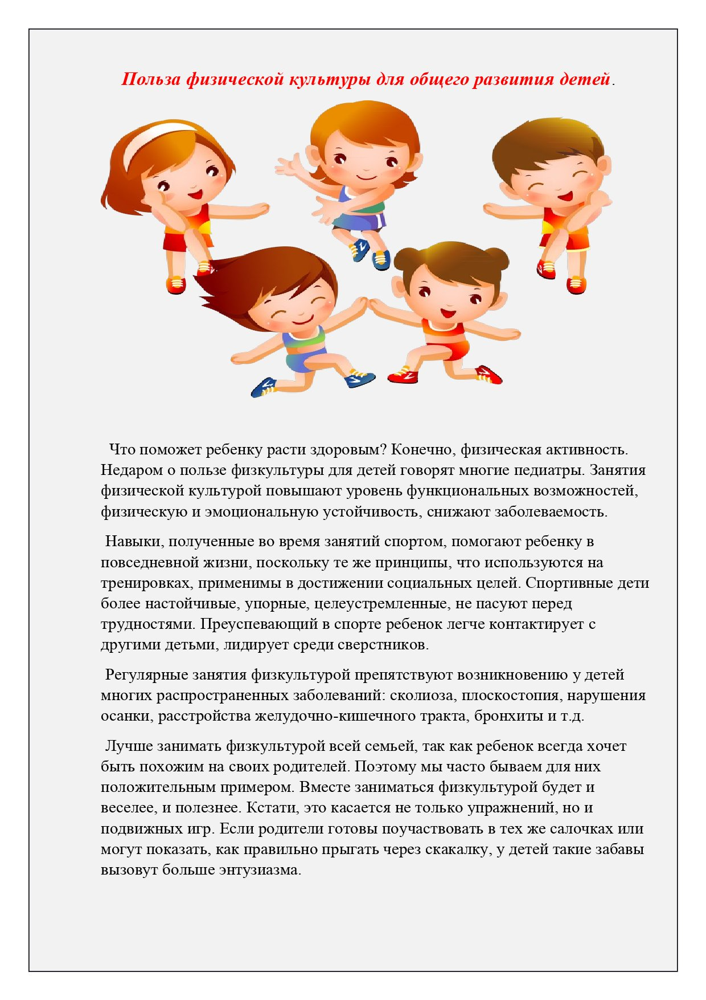 Польза физической культуры для общего развития детей.
Что поможет ребенку расти здоровым? Конечно, физическая активность.
Недаром о пользе физкультуры для детей говорят многие педиатры. Занятия
физической культурой повышают уровень функциональных возможностей,
физическую и эмоциональную устойчивость, снижают заболеваемость.
Навыки, полученные во время занятий спортом, помогают ребенку в
повседневной жизни, поскольку те же принципы, что используются на
тренировках, применимы в достижении социальных целей. Спортивные дети
более настойчивые, упорные, целеустремленные, не пасуют перед
трудностями. Преуспевающий в спорте ребенок легче контактирует с
другими детьми, лидирует среди сверстников.
Регулярные занятия физкультурой препятствуют возникновению у детей
многих распространенных заболеваний: сколиоза, плоскостопия, нарушения
осанки, расстройства желудочно-кишечного тракта, бронхиты и т.д.
Лучше занимать физкультурой всей семьей, так как ребенок всегда хочет
быть похожим на своих родителей. Поэтому мы часто бываем для них
положительным примером. Вместе заниматься физкультурой будет и
веселее, и полезнее. Кстати, это касается не только упражнений, но и
подвижных игр. Если родители готовы поучаствовать в тех же салочках или
могут показать, как правильно прыгать через скакалку, у детей такие забавы
вызовут больше энтузиазма.